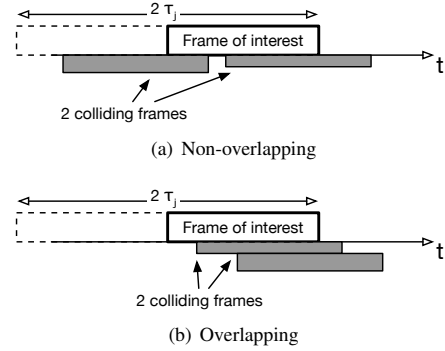 2 τj
Frame of interest
t
2 colliding frames
(a) Non-overlapping
2 τj
Frame of interest
t
2 colliding frames
(b) Overlapping